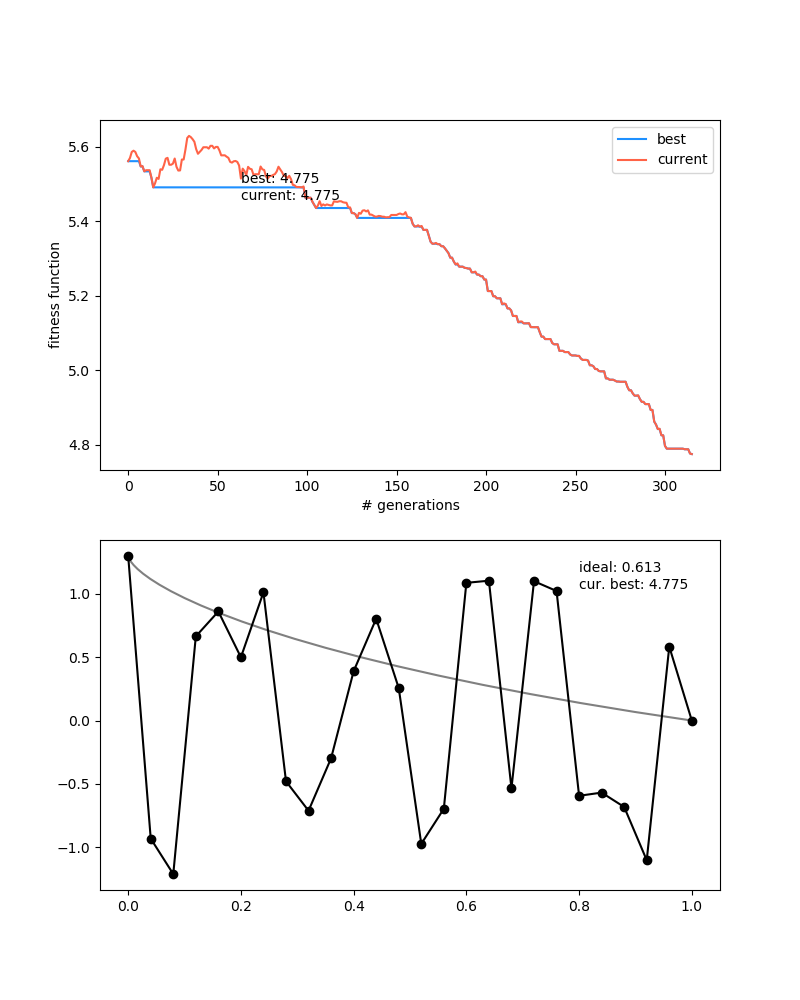 5.6
5.4
5.2
5.0
4.8
fitness function
best
current
best: 4.775
current: 4.775
0 50 100 150 200 250 300
# generations
1.0
0.5
0.0
−0.5
−1.0
ideal: 0.613
cur. best: 4.775
0.0 0.2 0.4 0.6 0.8 1.0